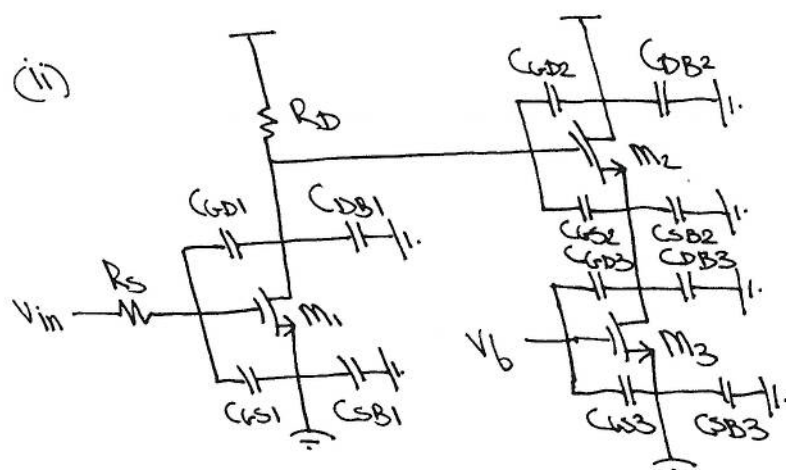 (ii)
RD
CGD1
CDB1
RS
Vin
M1
CGS1
CSB1
CGD2
CDB2
M2
CGS2
CSB2
CGD3
CDB3
Vb
M3
CGS3
CSB3